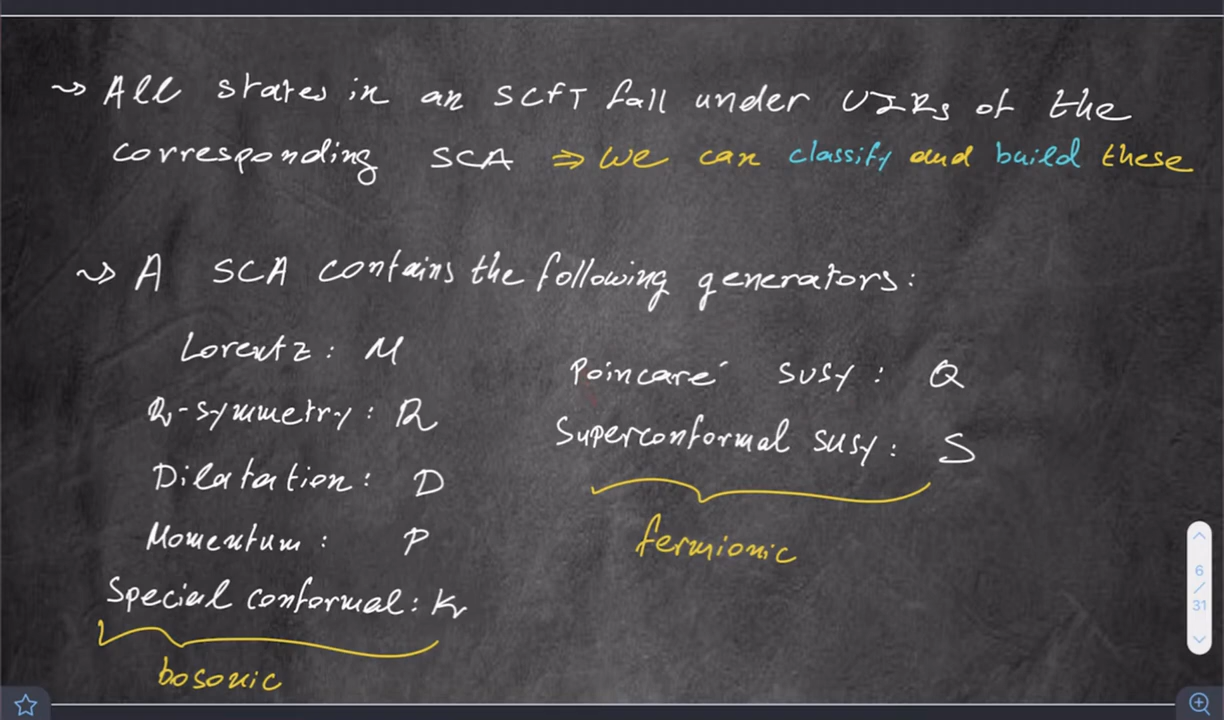 ~> All states in an SCFT fall under UIRs of the
corresponding SCA => We can classify and build these
~> A SCA contains the following generators:
Lorentz: M
R-symmetry: R
Dilatation: D
Momentum: P
Special conformal: K
bosonic
Poincaré susy: Q
Superconformal susy: S
fermionic
6
/
31